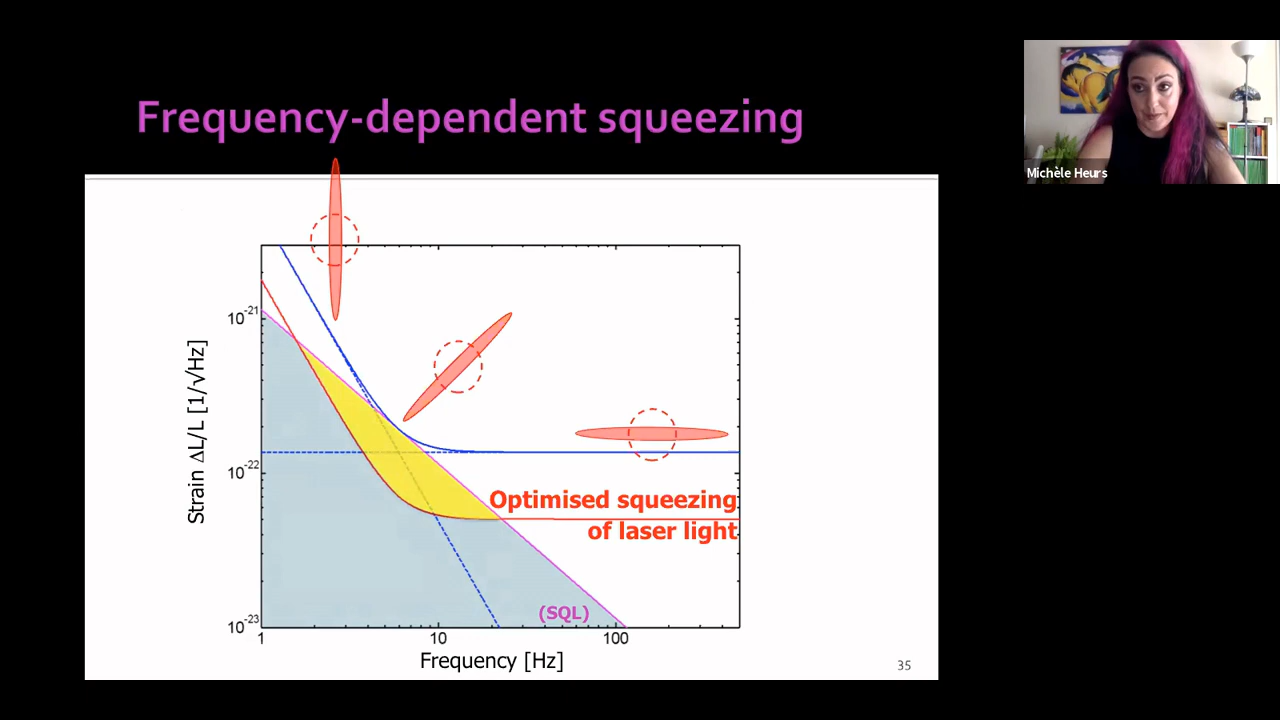 Frequency-dependent squeezing
Michèle Heurs
10-21
10-22
10-23
Strain ΔL/L [1/√Hz]
Optimised squeezing
of laser light
(SQL)
1
10
100
Frequency [Hz]
35